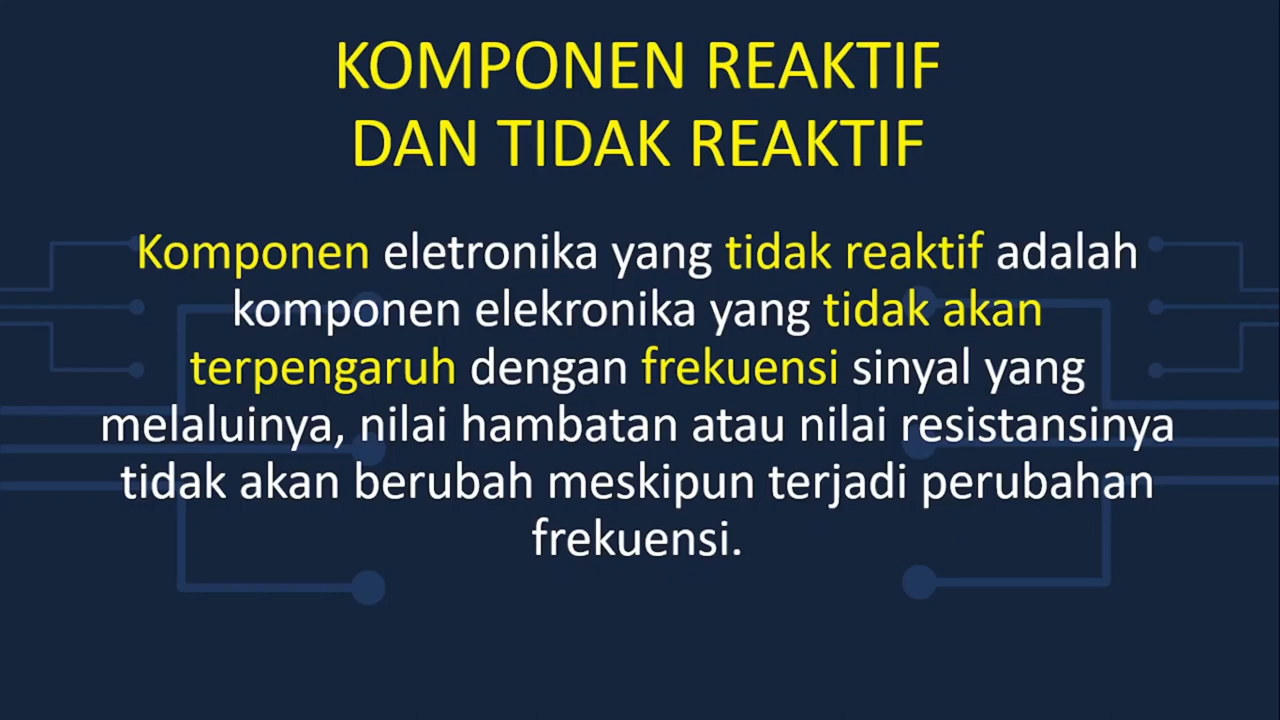 KOMPONEN REAKTIF
DAN TIDAK REAKTIF
Komponen eletronika yang tidak reaktif adalah
komponen elekronika yang tidak akan
terpengaruh dengan frekuensi sinyal yang
melaluinya, nilai hambatan atau nilai resistansinya
tidak akan berubah meskipun terjadi perubahan
frekuensi.